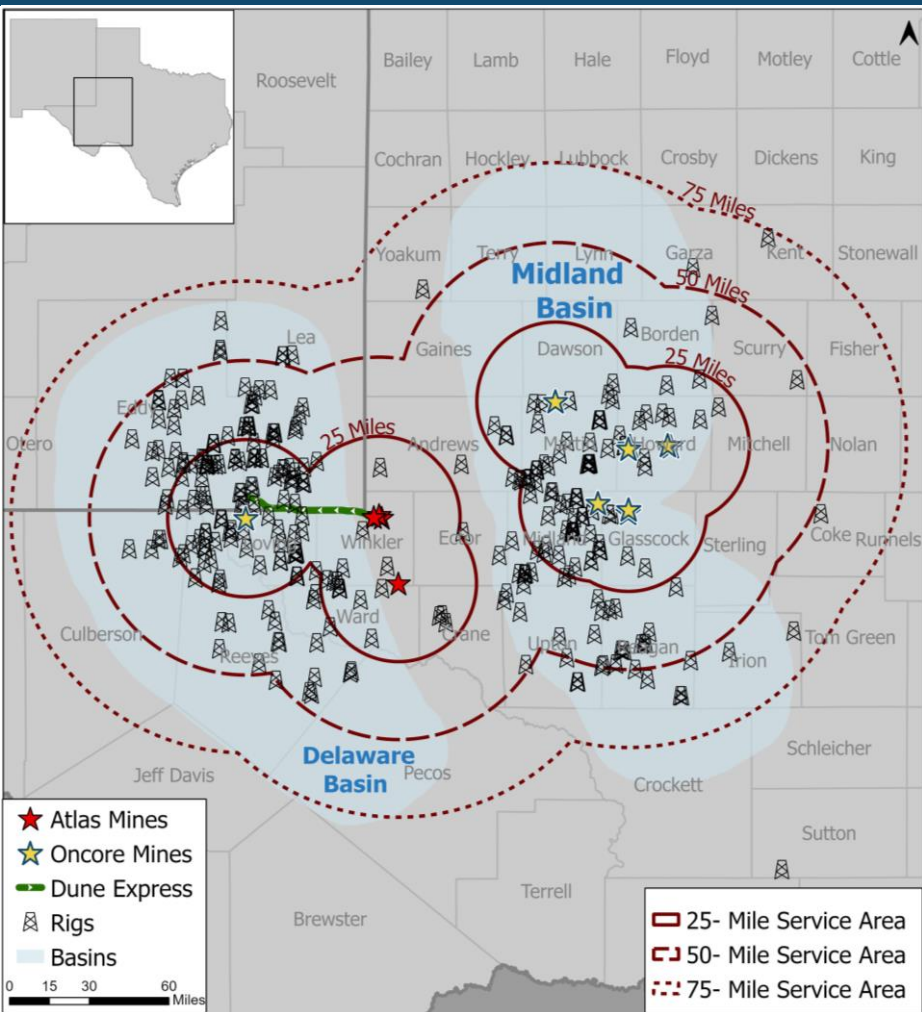 Roosevelt
Bailey
Lamb
Hale
Floyd
Motley
Cottle
Cochran
Hockley
Lubbock
Crosby
Dickens
King
75 Miles
Yoakum
Terry
Lynn
Garza
Kent
Stonewall
Midland
Basin
50 Miles
Lea
Gaines
Dawson
Borden
Scurry
Fisher
25 Miles
Eddy
Otero
25 Miles
Andrews
Martin
Howard
Mitchell
Nolan
Loving
Winkler
Ector
Midland
Glasscock
Sterling
Coke
Runnels
Culberson
Ward
Crane
Reeves
Upton
Reagan
Irion
Tom Green
Delaware
Basin
Jeff Davis
Pecos
Crockett
Schleicher
Sutton
Terrell
Brewster
Atlas Mines
Oncore Mines
Dune Express
Rigs
Basins
0 15 30 60
Miles
25- Mile Service Area
50- Mile Service Area
75- Mile Service Area